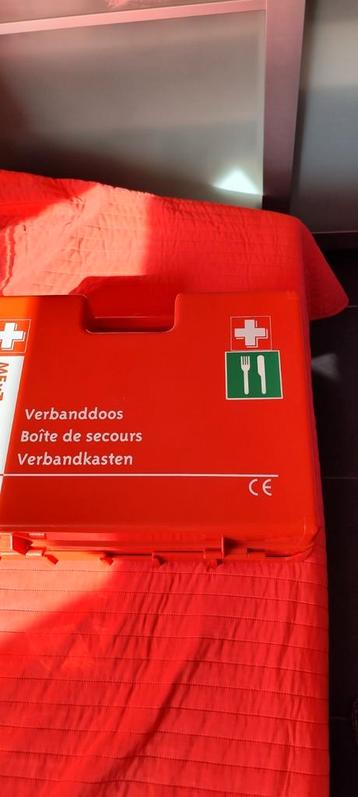 Verbanddoos
Boîte de secours
Verbandkasten
CE